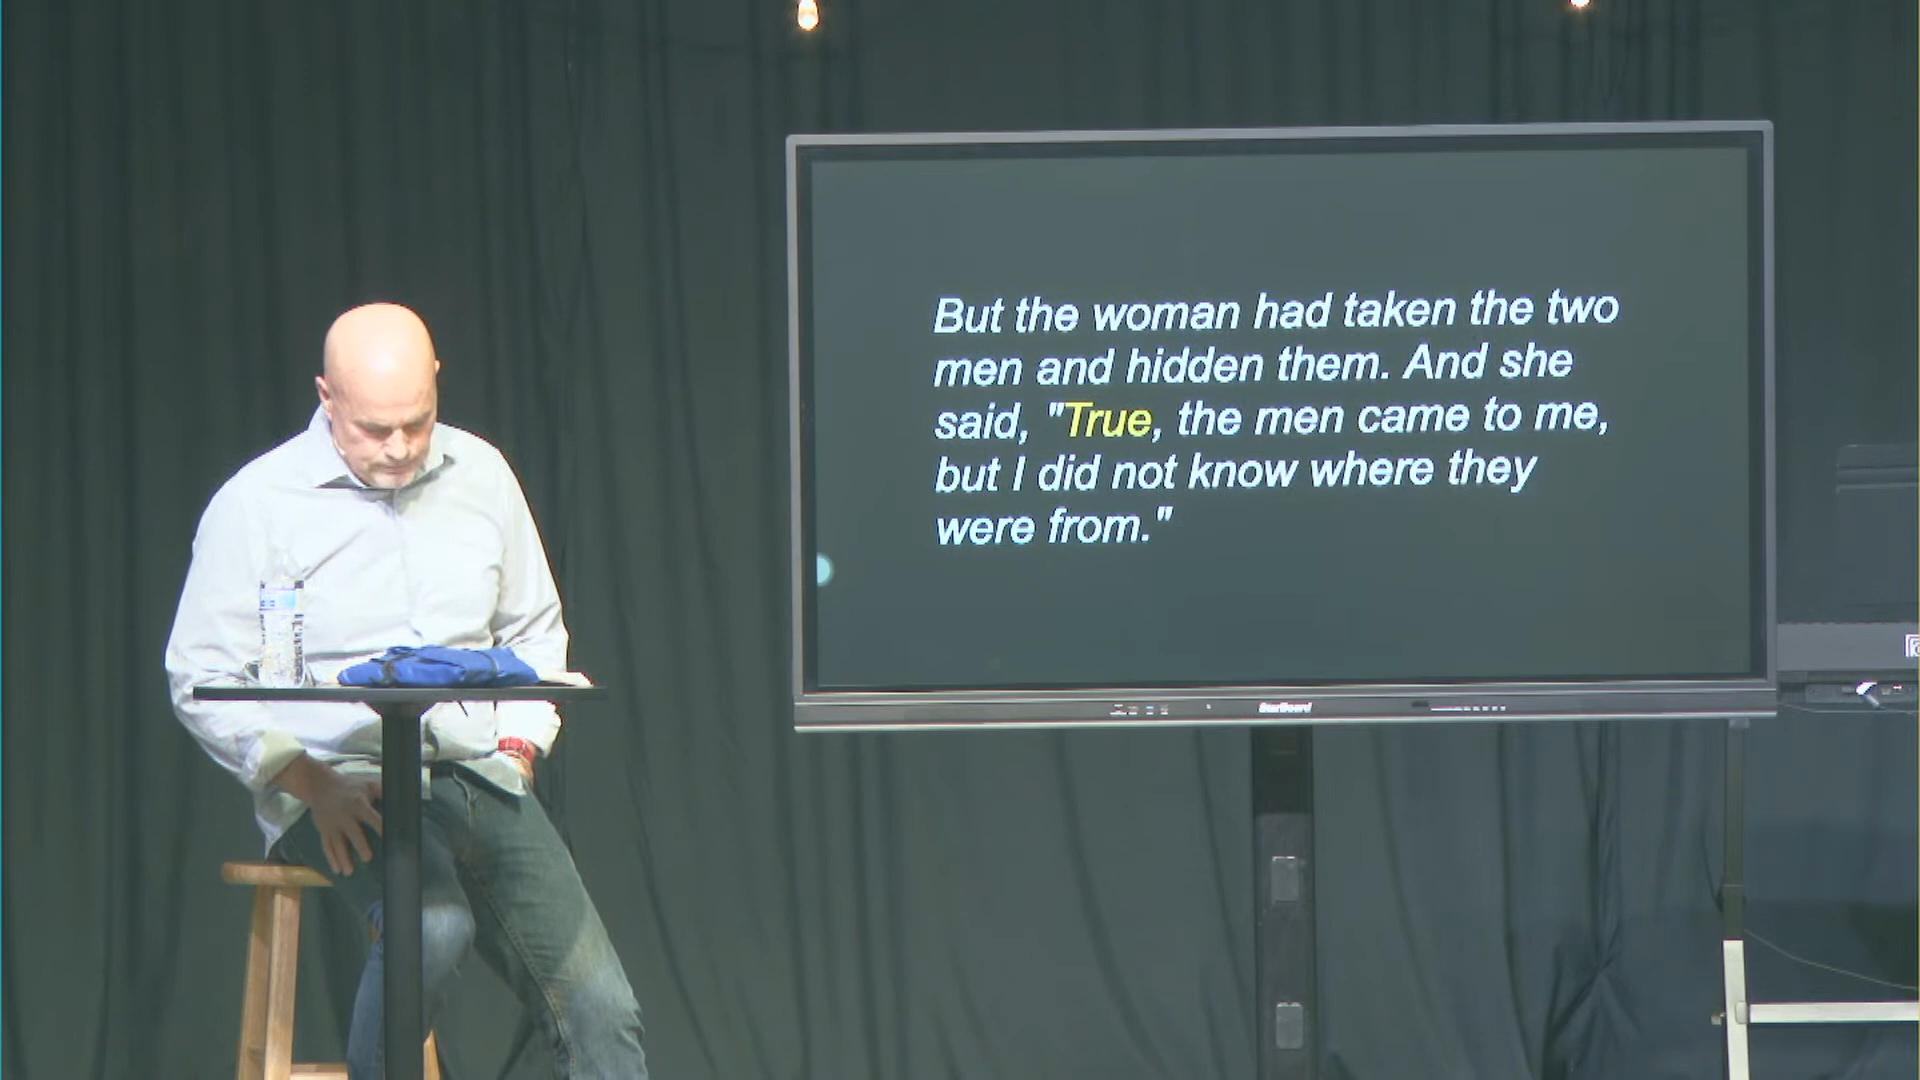 But the woman had taken the two
men and hidden them. And she
said, "True, the men came to me,
but I did not know where they
were from."
StarBoard